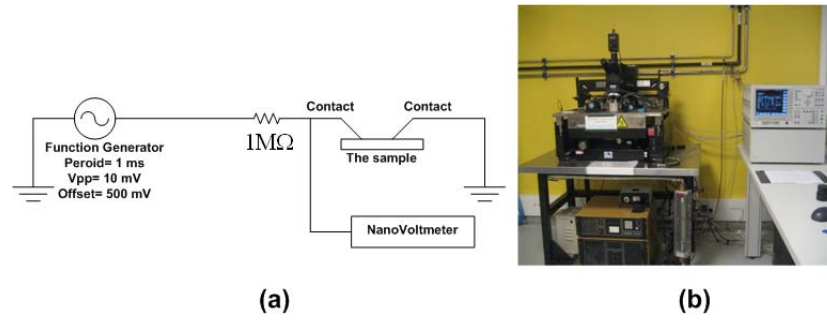 Function Generator
Peroid= 1 ms
Vpp= 10 mV
Offset= 500 mV
1MΩ
Contact
Contact
The sample
NanoVoltmeter
(a)
(b)